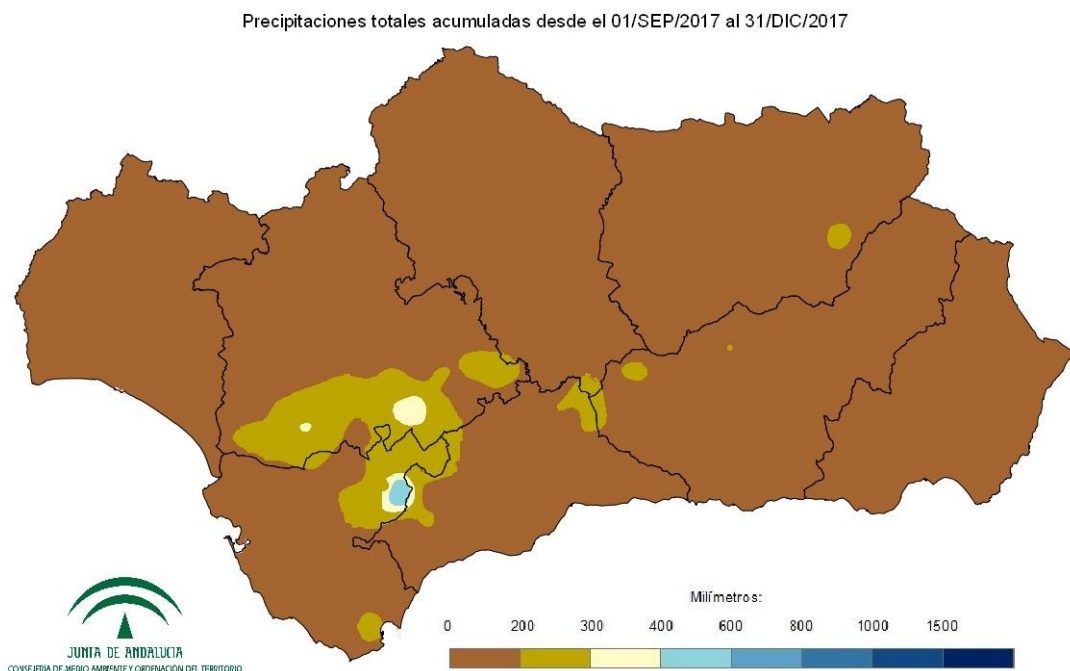 Precipitaciones totales acumuladas desde el 01/SEP/2017 al 31/DIC/2017
Milímetros:
0 200 300 400 600 800 1000 1500
JUNTA DE ANDALUCIA
CONSEJERÍA DE MEDIO AMBIENTE Y ORDENACIÓN DEL TERRITORIO